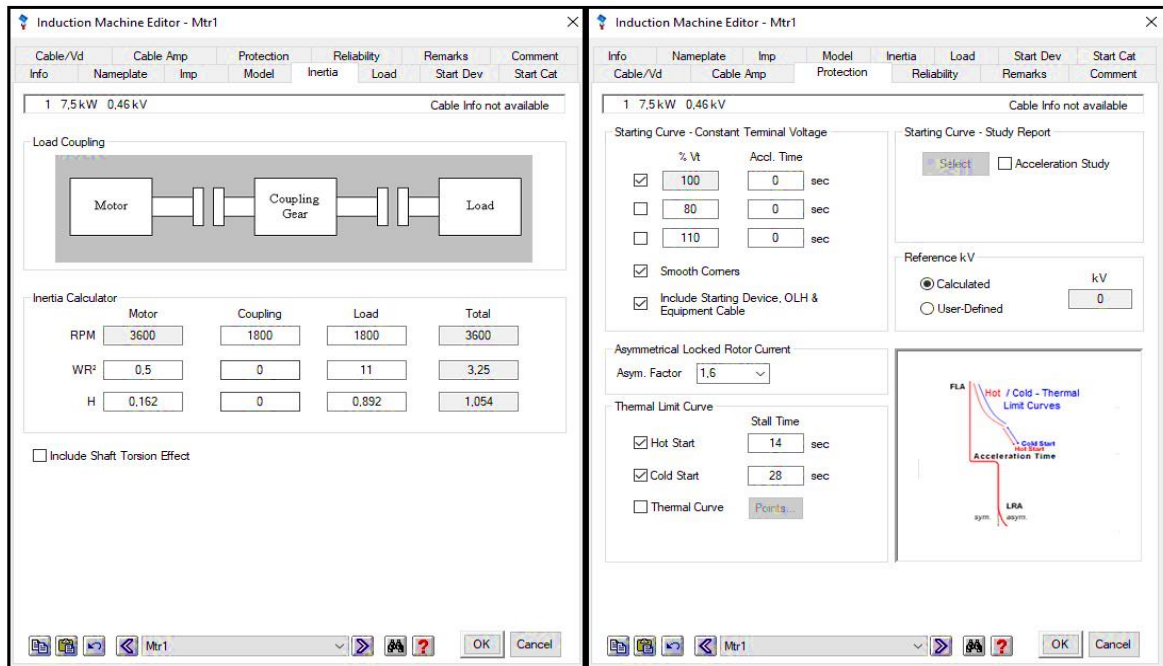 Induction Machine Editor - Mtr1
Cable/Vd Cable Amp Protection Reliability Remarks Comment
Info Nameplate Imp Model Inertia Load Start Dev Start Cat
1 7,5 kW 0,46 kV Cable Info not available
Load Coupling
Motor
Coupling
Gear
Load
Inertia Calculator
Motor Coupling Load Total
RPM 3600 1800 1800 3600
WR² 0,5 0 11 3,25
H 0,162 0 0,892 1,054
Include Shaft Torsion Effect
Mtr1
OK Cancel
Induction Machine Editor - Mtr1
Info Nameplate Imp Model Inertia Load Start Dev Start Cat
Cable/Vd Cable Amp Protection Reliability Remarks Comment
1 7,5 kW 0,46 kV Cable Info not available
Starting Curve - Constant Terminal Voltage
% Vt Accl. Time
100 0 sec
80 0 sec
110 0 sec
Smooth Corners
Include Starting Device, OLH &
Equipment Cable
Starting Curve - Study Report
Select Acceleration Study
Reference kV
Calculated
User-Defined
kV
0
Asymmetrical Locked Rotor Current
Asym. Factor 1,6
Thermal Limit Curve
Stall Time
Hot Start 14 sec
Cold Start 28 sec
Thermal Curve Points...
FLA
Hot / Cold - Thermal
Limit Curves
Cold Start
Hot Start
Acceleration Time
LRA
sym. asym.
Mtr1
OK Cancel